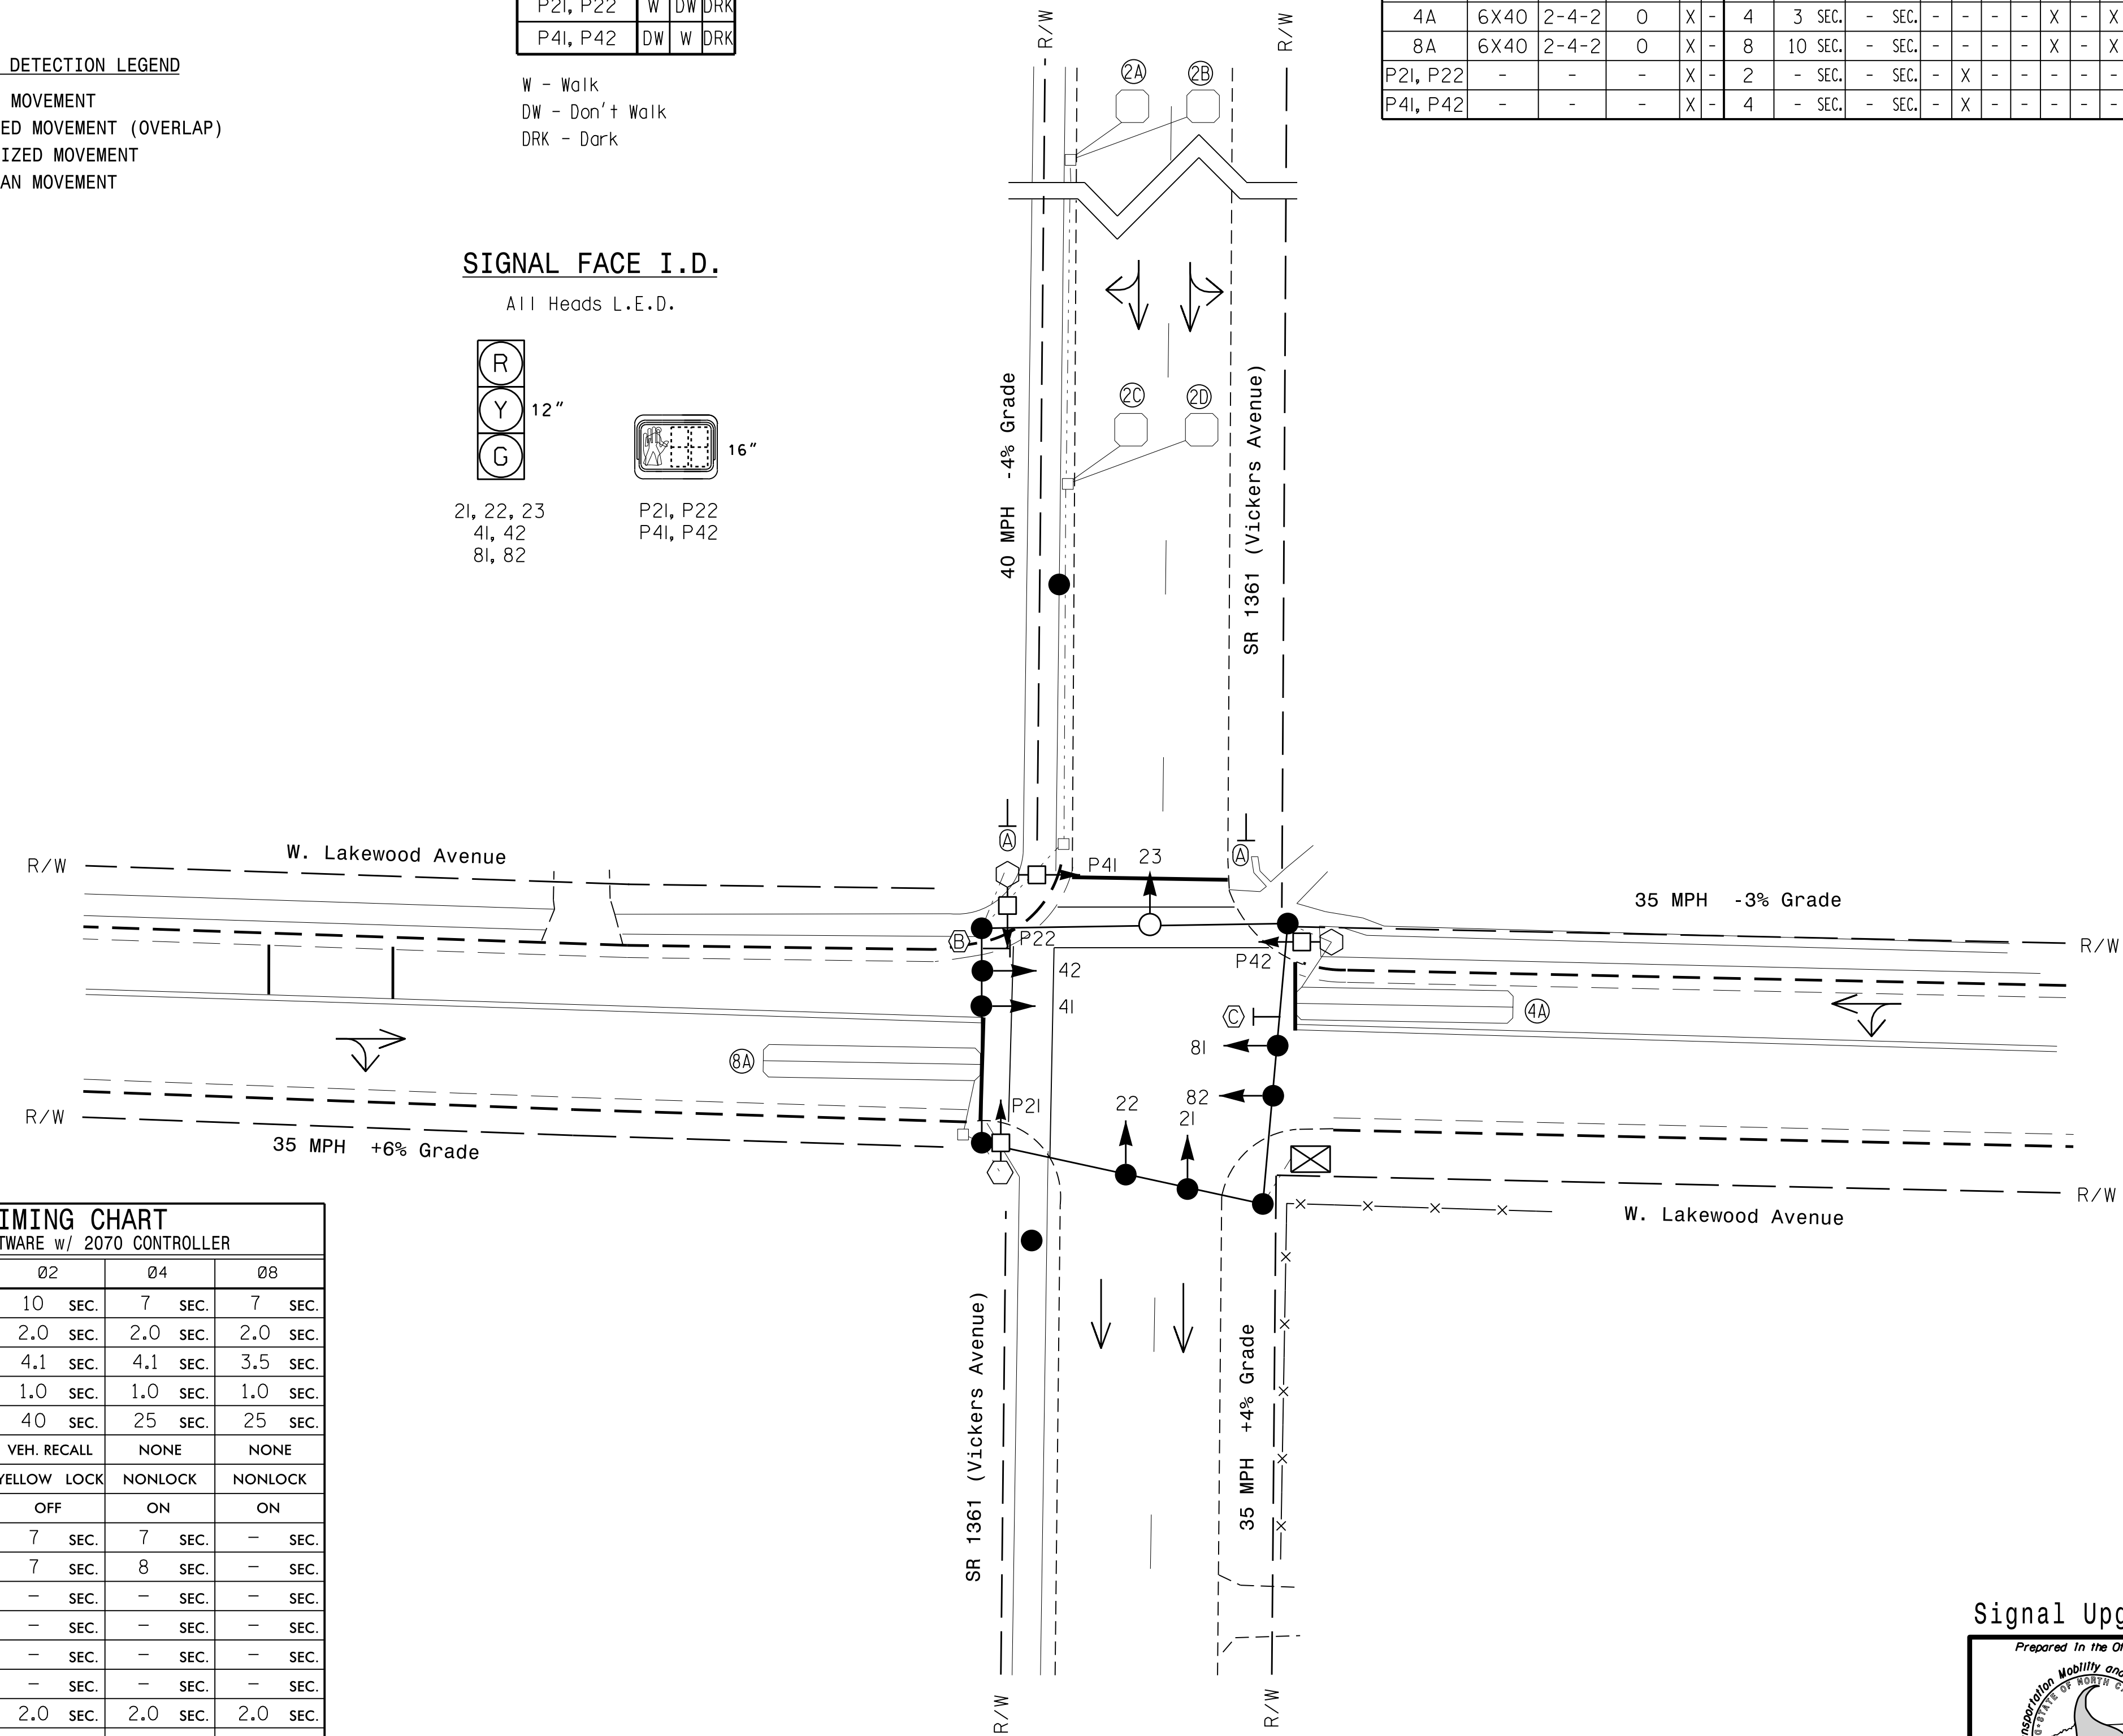 P21, P22 W DW DRK
P41, P42 DW W DRK
W - Walk
DW - Don't Walk
DRK - Dark
DETECTION LEGEND
MOVEMENT
ED MOVEMENT (OVERLAP)
IZED MOVEMENT
AN MOVEMENT
4A 6X40 2-4-2 0 X - 4 3 SEC. - SEC. - - - - X - X
8A 6X40 2-4-2 0 X - 8 10 SEC. - SEC. - - - - X - X
P21, P22 - - - X - 2 - SEC. - SEC. - X - - - - -
P41, P42 - - - X - 4 - SEC. - SEC. - X - - - - -
R/W
R/W
2A 2B
SIGNAL FACE I.D.
All Heads L.E.D.
R
Y 12"
G
16"
21, 22, 23
41, 42
81, 82
P21, P22
P41, P42
2C 2D
40 MPH -4% Grade
SR 1361 (Vickers Avenue)
R/W
W. Lakewood Avenue
A
A
P41 23
B
P22
42
41
P42
C
81
82
35 MPH -3% Grade
R/W
4A
8A
R/W
35 MPH +6% Grade
P21
22
21
W. Lakewood Avenue
R/W
SR 1361 (Vickers Avenue)
35 MPH +4% Grade
R/W
R/W
IMING CHART
TWARE w/ 2070 CONTROLLER
Ø2 Ø4 Ø8
10 SEC. 7 SEC. 7 SEC.
2.0 SEC. 2.0 SEC. 2.0 SEC.
4.1 SEC. 4.1 SEC. 3.5 SEC.
1.0 SEC. 1.0 SEC. 1.0 SEC.
40 SEC. 25 SEC. 25 SEC.
VEH. RECALL NONE NONE
YELLOW LOCK NONLOCK NONLOCK
OFF ON ON
7 SEC. 7 SEC. - SEC.
7 SEC. 8 SEC. - SEC.
- SEC. - SEC. - SEC.
- SEC. - SEC. - SEC.
- SEC. - SEC. - SEC.
- SEC. - SEC. - SEC.
2.0 SEC. 2.0 SEC. 2.0 SEC.
Signal Upg
Prepared In the Of
nsportation Mobility and
STATE OF NORTH C